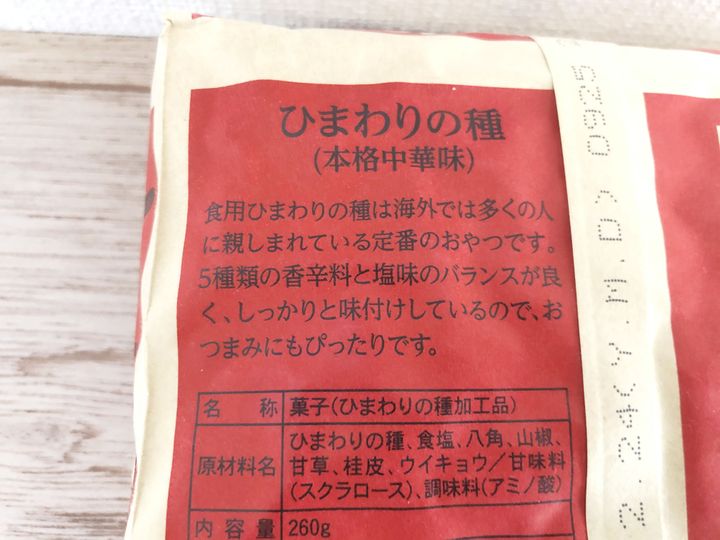 ひまわりの種
(本格中華味)
食用ひまわりの種は海外では多くの人
に親しまれている定番のおやつです。
5種類の香辛料と塩味のバランスが良
く、しっかりと味付けしているので、お
つまみにもぴったりです。
名 称 菓子(ひまわりの種加工品)
原材料名 ひまわりの種、食塩、八角、山椒、
甘草、桂皮、ウイキョウ／甘味料
(スクラロース)、調味料(アミノ酸)
内 容 量 260g